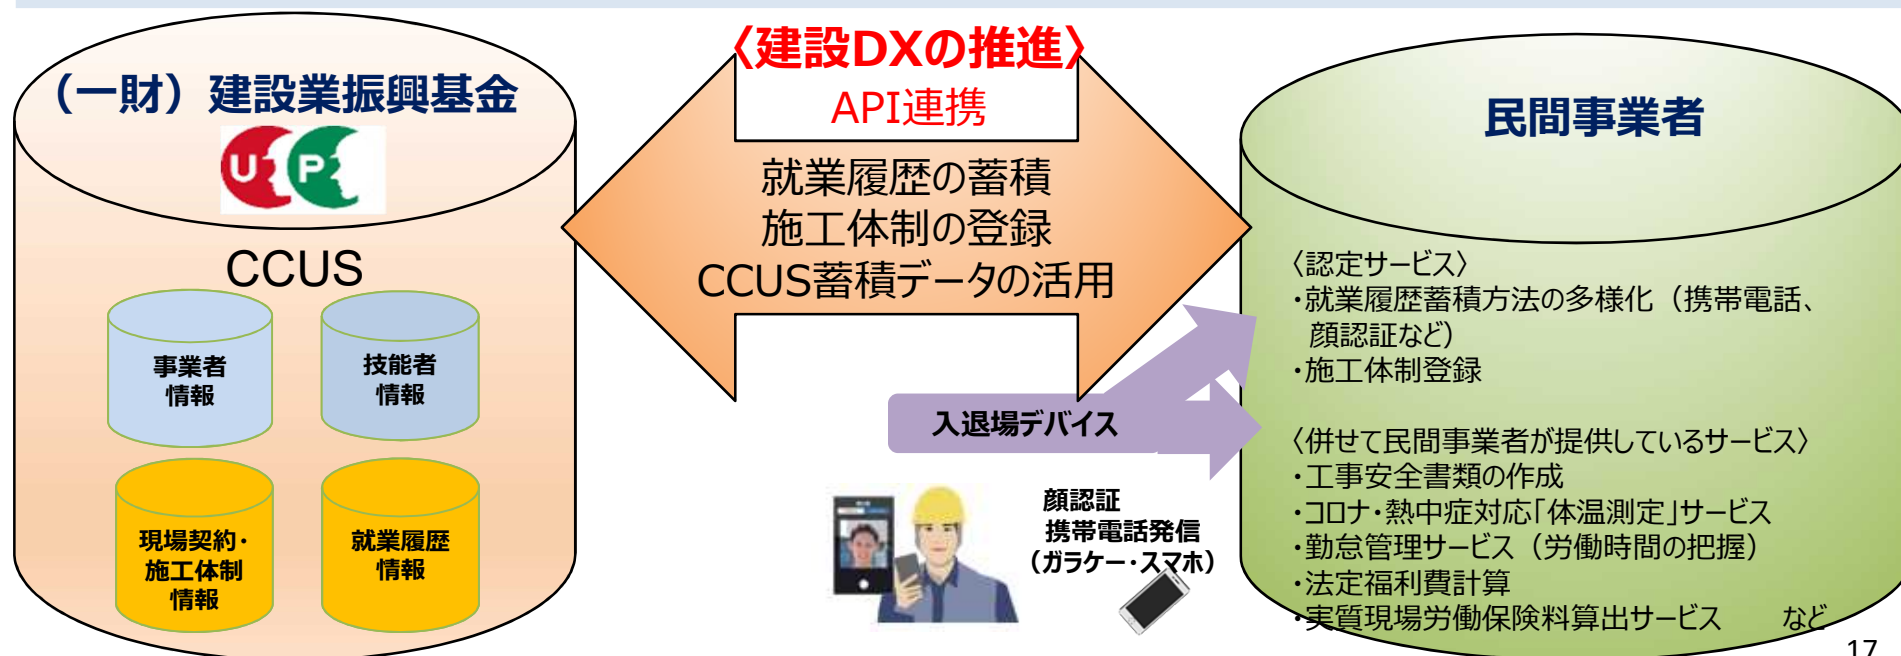 （一財）建設業振興基金
U P
CCUS
事業者
情報
技能者
情報
現場契約・
施工体制
情報
就業履歴
情報
〈建設DXの推進〉
API連携
就業履歴の蓄積
施工体制の登録
CCUS蓄積データの活用
入退場デバイス
顔認証
携帯電話発信
（ガラケー・スマホ）
民間事業者
〈認定サービス〉
・就業履歴蓄積方法の多様化（携帯電話、
顔認証など）
・施工体制登録
〈併せて民間事業者が提供しているサービス〉
・工事安全書類の作成
・コロナ・熱中症対応「体温測定」サービス
・勤怠管理サービス（労働時間の把握）
・法定福利費計算
・実質現場労働保険料算出サービス　　など
17